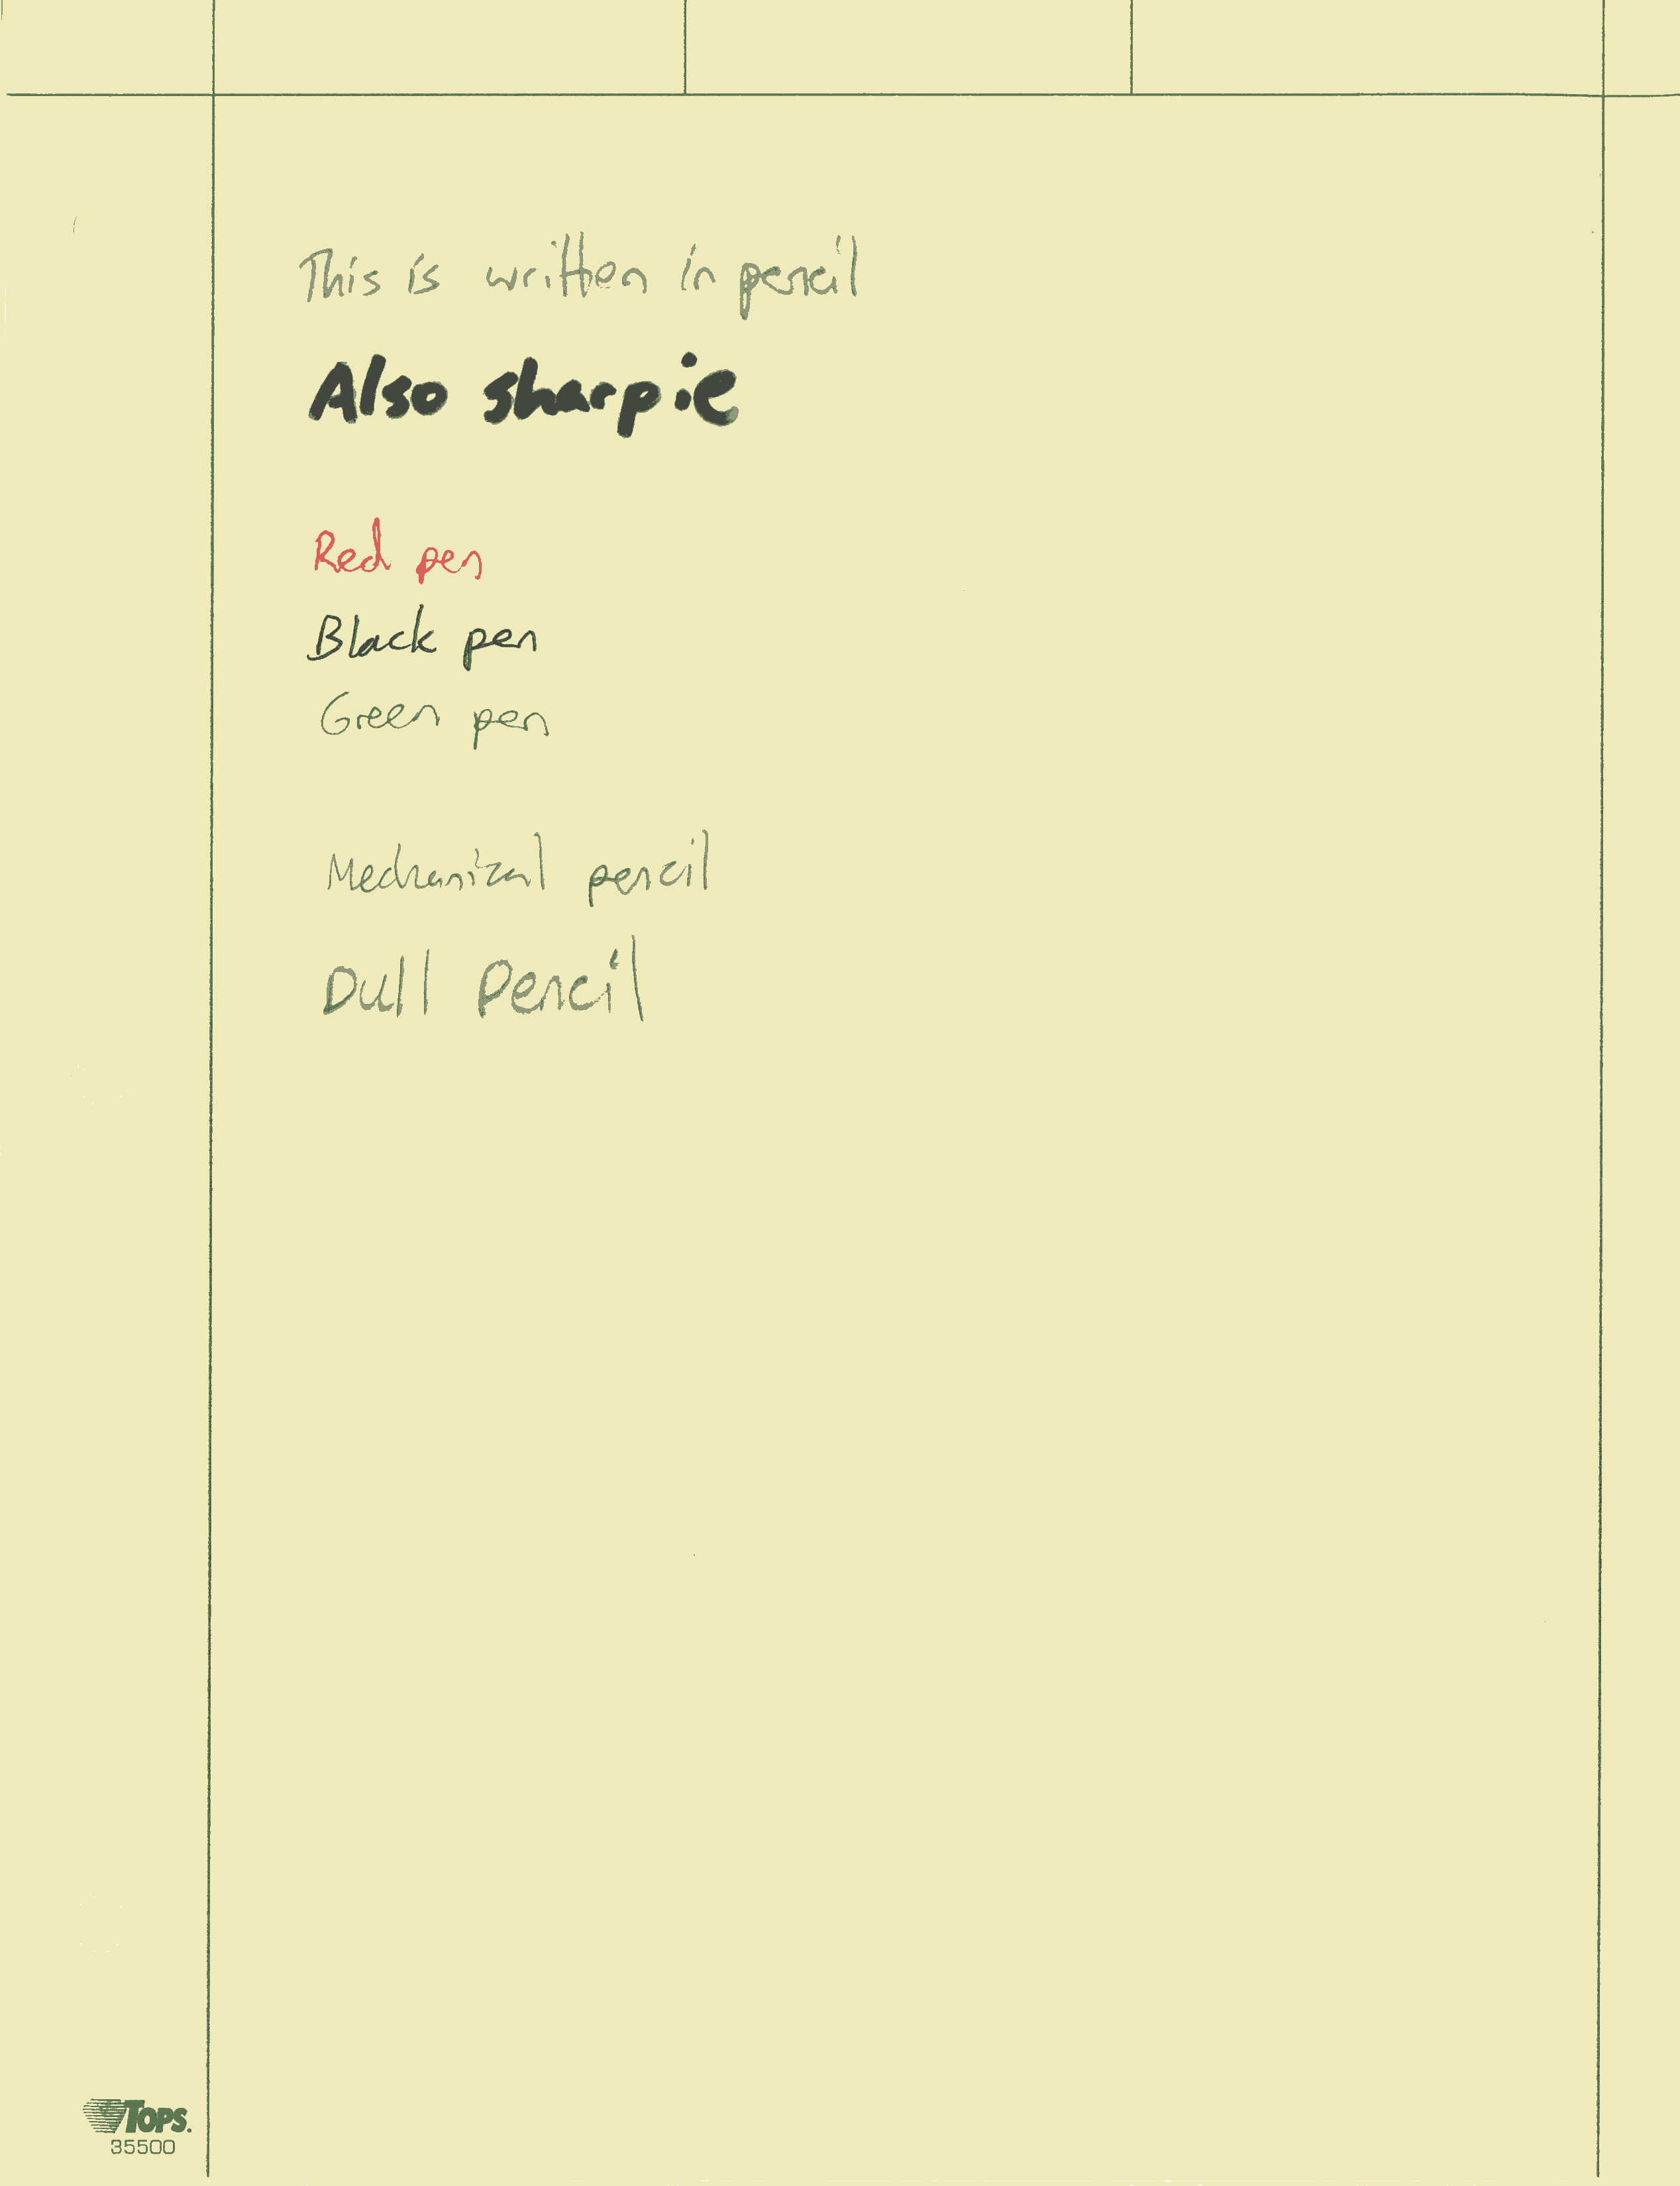 This is written in pencil
Also sharpie
Red pen
Black pen
Green pen
Mechanical pencil
Dull Pencil
TOPS.
35500